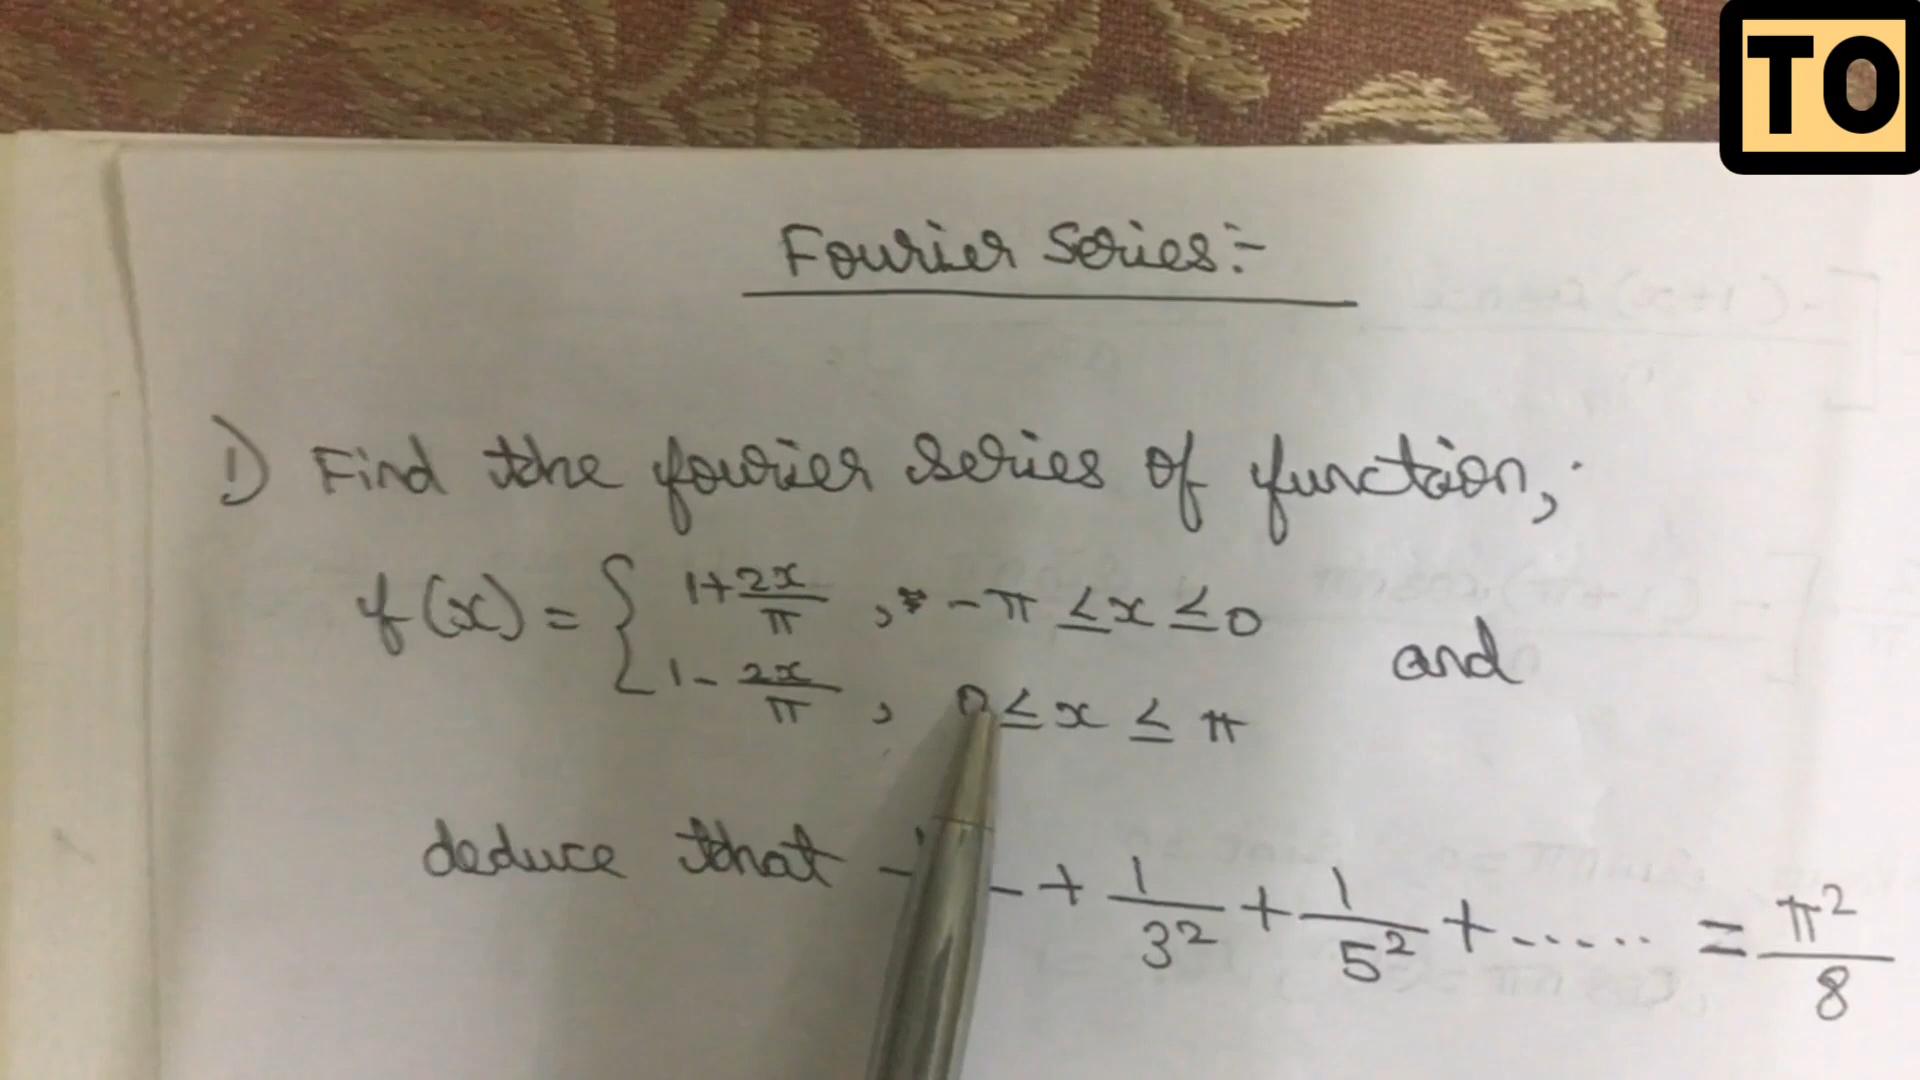 TO
Fourier Series:-
1) Find the fourier series of function,
f(x) = { 1+2x/π , -π ≤ x ≤ 0
1-2x/π , 0 ≤ x ≤ π and
deduce that + 1/3² + 1/5² + ..... = π²/8